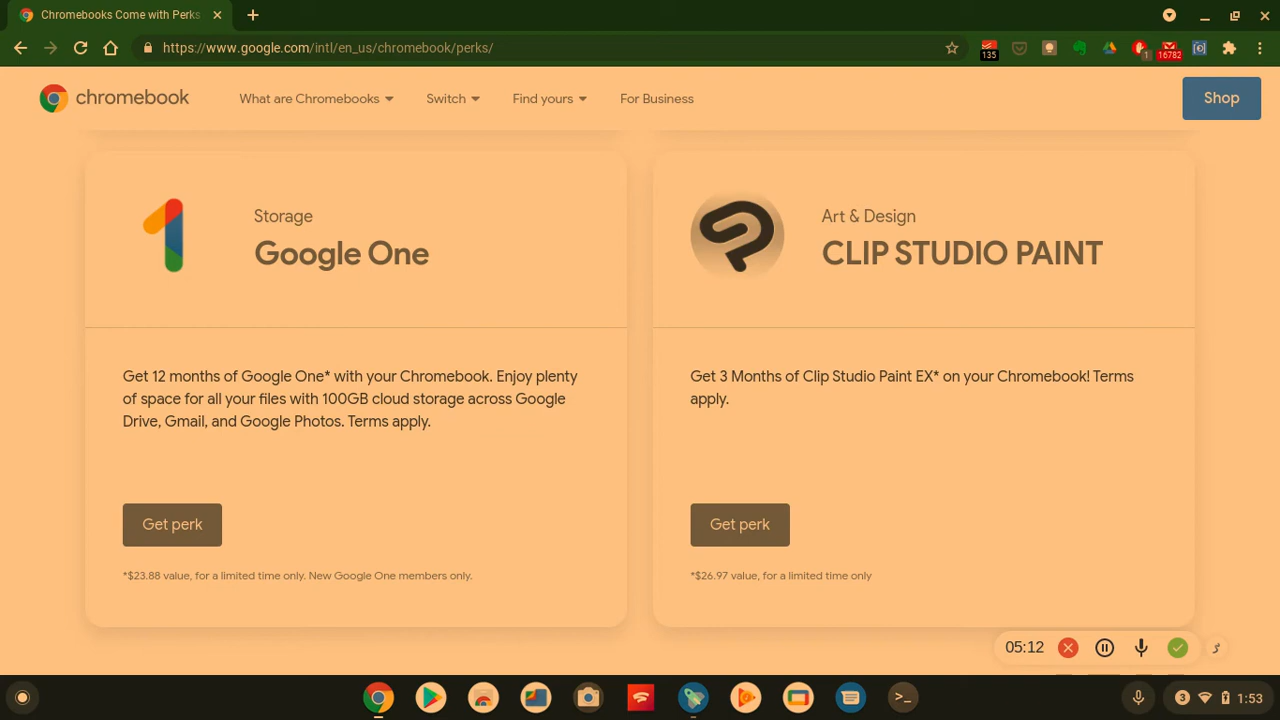 Chromebooks Come with Perks
https://www.google.com/intl/en_us/chromebook/perks/
135
1
16782
chromebook
What are Chromebooks
Switch
Find yours
For Business
Shop
Storage
Google One
Get 12 months of Google One* with your Chromebook. Enjoy plenty
of space for all your files with 100GB cloud storage across Google
Drive, Gmail, and Google Photos. Terms apply.
Get perk
*$23.88 value, for a limited time only. New Google One members only.
Art & Design
CLIP STUDIO PAINT
Get 3 Months of Clip Studio Paint EX* on your Chromebook! Terms
apply.
Get perk
*$26.97 value, for a limited time only
05:12
3
1:53